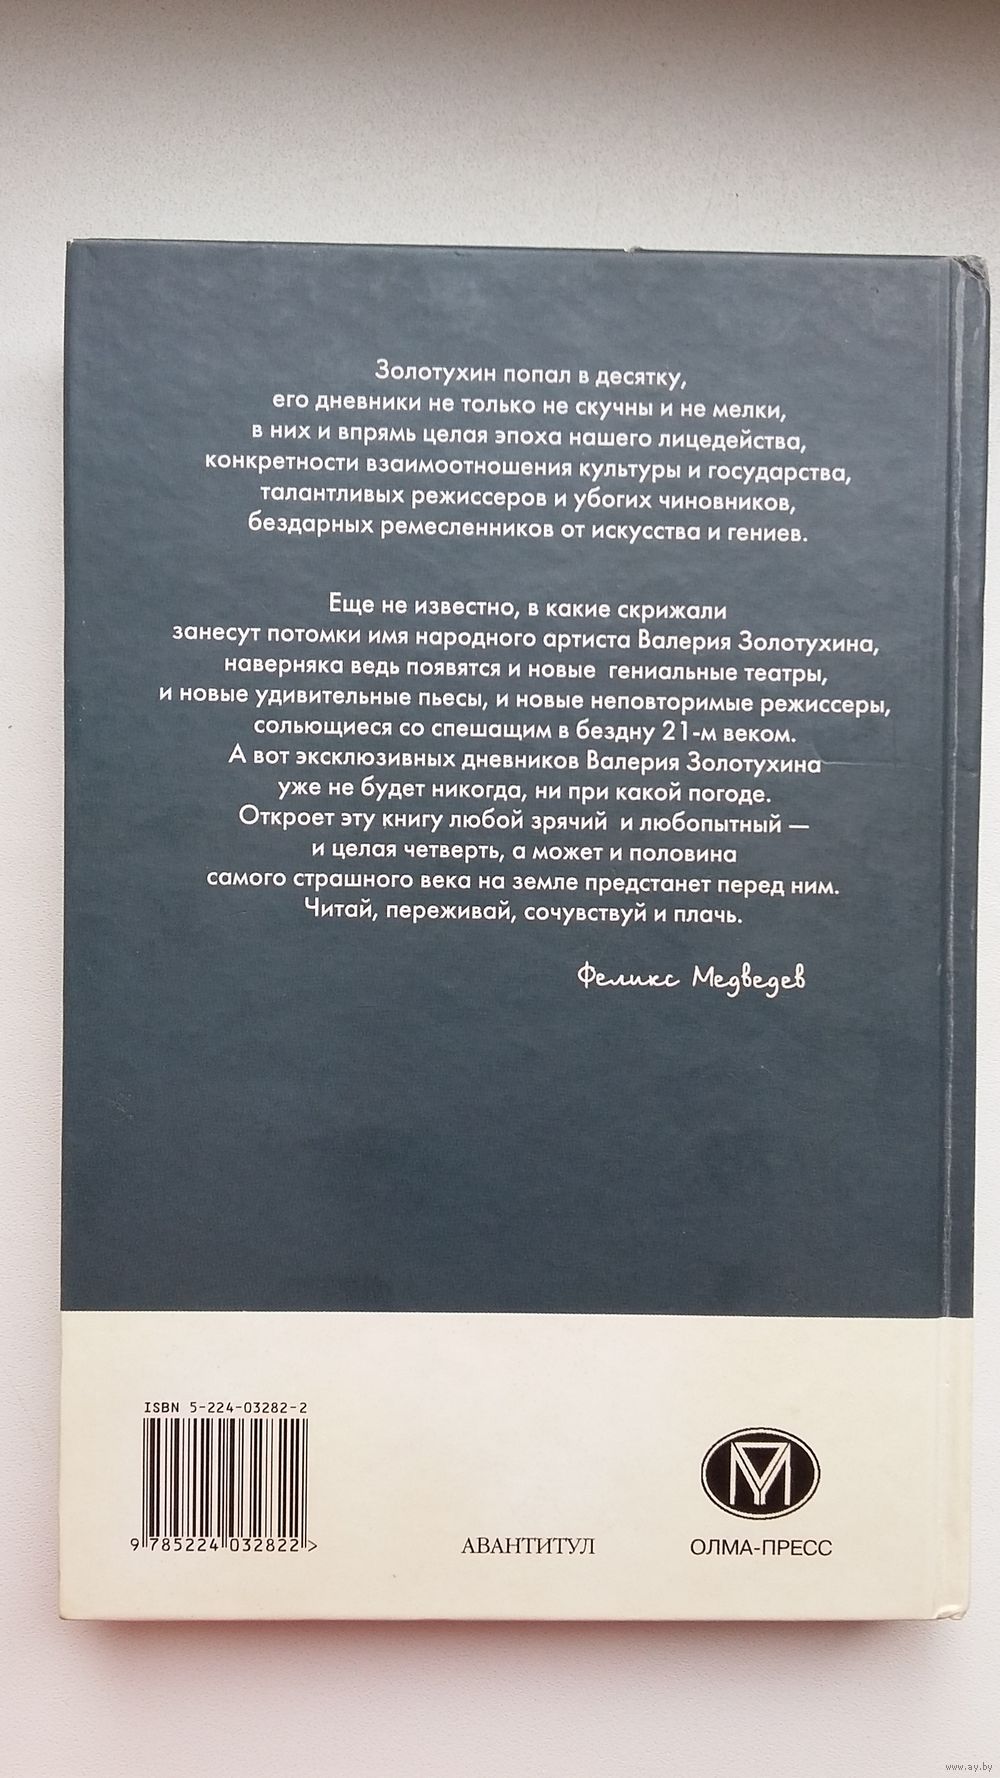 Золотухин попал в десятку,
его дневники не только не скучны и не мелки,
в них и впрямь целая эпоха нашего лицедейства,
конкретности взаимоотношения культуры и государства,
талантливых режиссеров и убогих чиновников,
бездарных ремесленников от искусства и гениев.
Еще не известно, в какие скрижали
занесут потомки имя народного артиста Валерия Золотухина,
наверняка ведь появятся и новые гениальные театры,
и новые удивительные пьесы, и новые неповторимые режиссеры,
сольющиеся со спешащим в бездну 21-м веком.
А вот эксклюзивных дневников Валерия Золотухина
уже не будет никогда, ни при какой погоде.
Откроет эту книгу любой зрячий и любопытный —
и целая четверть, а может и половина
самого страшного века на земле предстанет перед ним.
Читай, переживай, сочувствуй и плачь.
Феликс Медведев
ISBN 5-224-03282-2
9 785224 032822 >
АВАНТИТУЛ
ОЛМА-ПРЕСС
www.ay.by